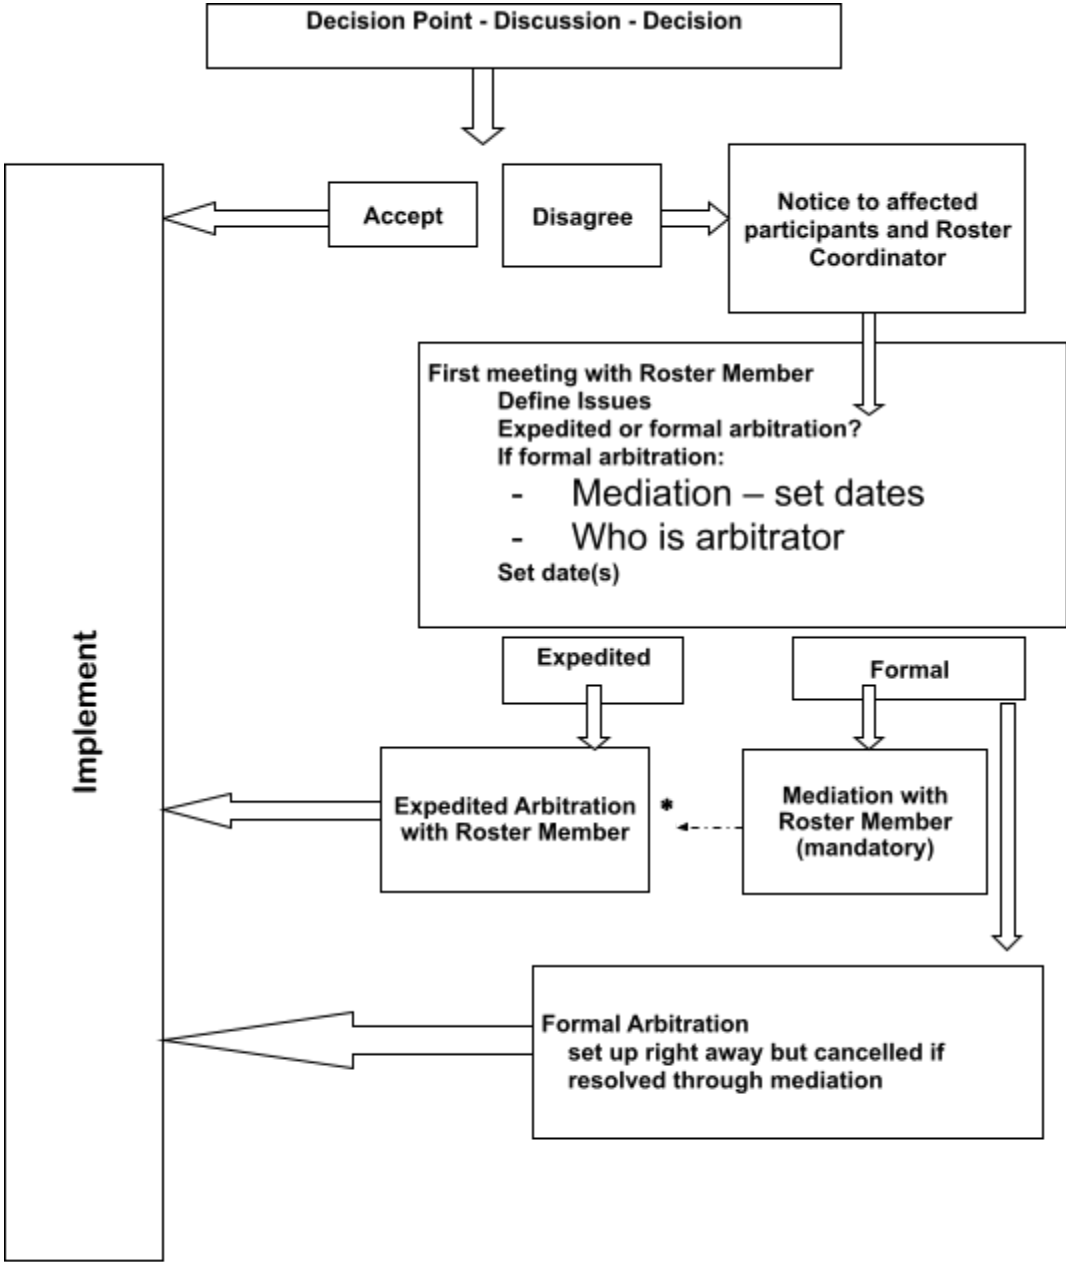 Decision Point - Discussion - Decision
Accept
Disagree
Notice to affected
participants and Roster
Coordinator
First meeting with Roster Member
Define Issues
Expedited or formal arbitration?
If formal arbitration:
- Mediation – set dates
- Who is arbitrator
Set date(s)
Implement
Expedited
Formal
Expedited Arbitration
with Roster Member
*
Mediation with
Roster Member
(mandatory)
Formal Arbitration
set up right away but cancelled if
resolved through mediation